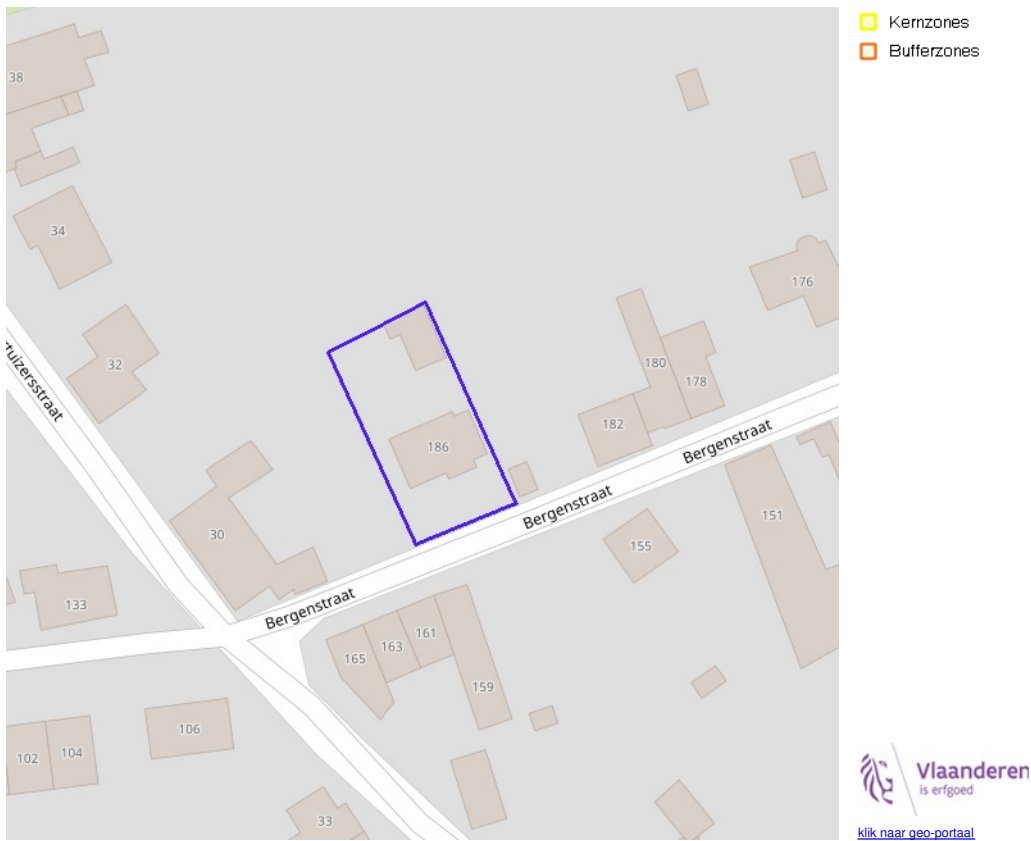 Kernzones
Bufferzones
38
34
176
32
180
178
182
186
Bergenstraat
Bergenstraat
151
30
155
133
Bergenstraat
161
163
165
159
106
104
102
33
Vlaanderen
is erfgoed
klik naar geo-portaal